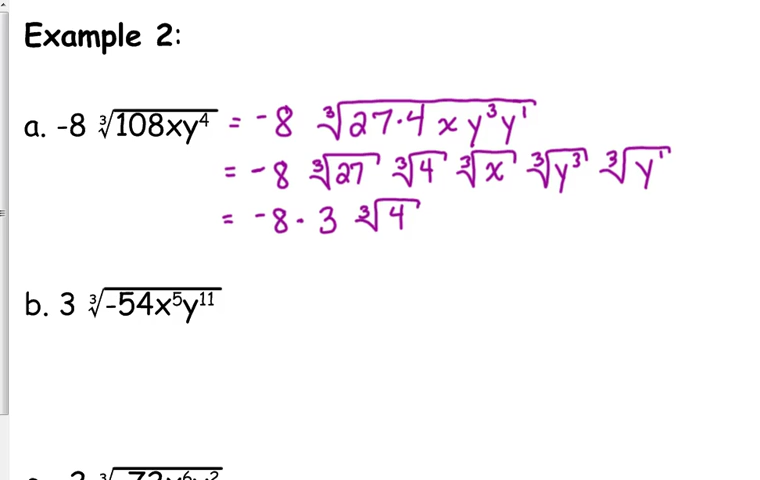 Example 2:
a. -8 ∛108xy⁴ = -8 ∛27·4 x y³y¹
= -8 ∛27 ∛4 ∛x ∛y³ ∛y¹
= -8 · 3 ∛4
b. 3 ∛-54x⁵y¹¹